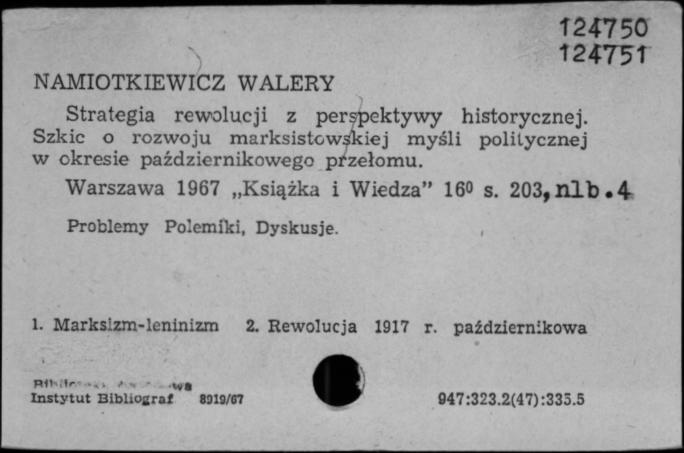 124750
124751
NAMIOTKIEWICZ WALERY
Strategia rewolucji z perspektywy historycznej.
Szkic o rozwoju marksistowskiej myśli politycznej
w okresie październikowego przełomu.
Warszawa 1967 „Książka i Wiedza” 16⁰ s. 203, nlb. 4
Problemy Polemiki, Dyskusje.
1. Marksizm-leninizm 2. Rewolucja 1917 r. październikowa
Instytut Bibliograf 8919/67
947:323.2(47):335.5